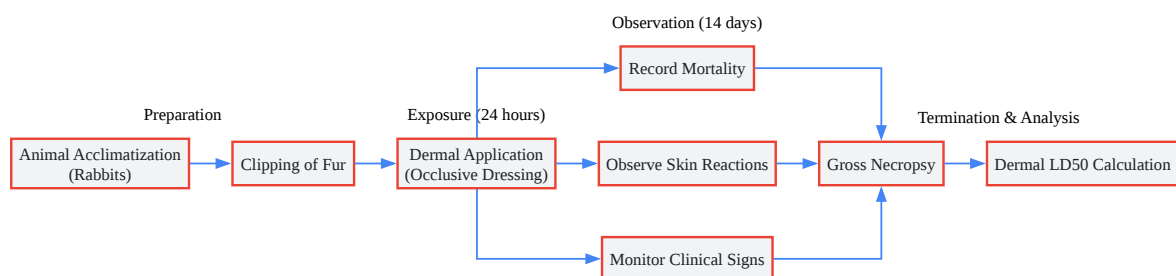 Observation (14 days)
Record Mortality
Preparation
Exposure (24 hours)
Termination & Analysis
Animal Acclimatization
(Rabbits)
Clipping of Fur
Dermal Application
(Occlusive Dressing)
Observe Skin Reactions
Gross Necropsy
Dermal LD50 Calculation
Monitor Clinical Signs